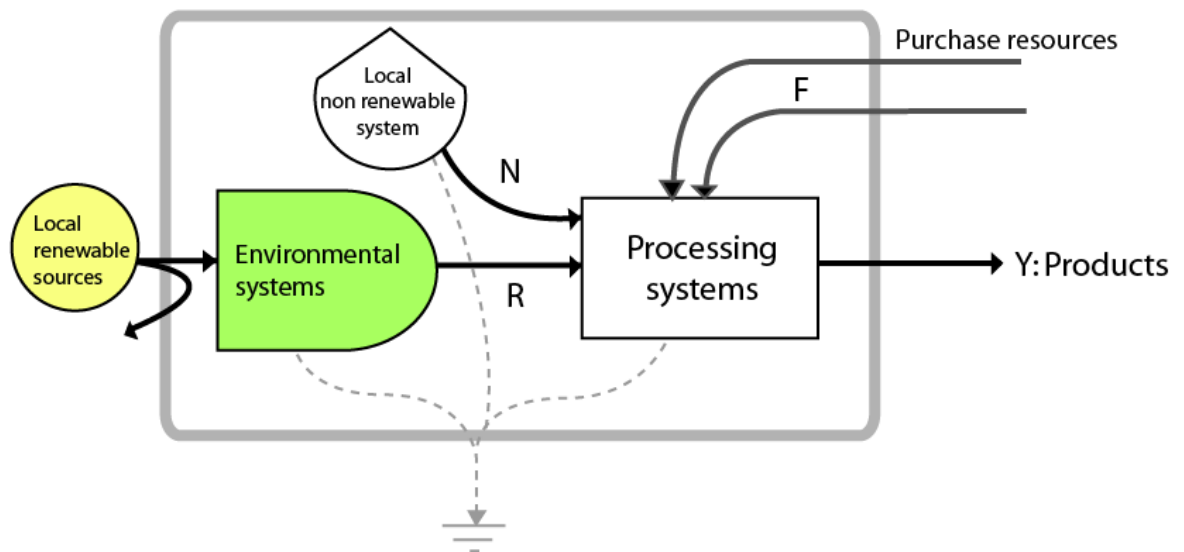 Purchase resources
F
Local
non renewable
system
N
Local
renewable
sources
Environmental
systems
R
Processing
systems
Y: Products